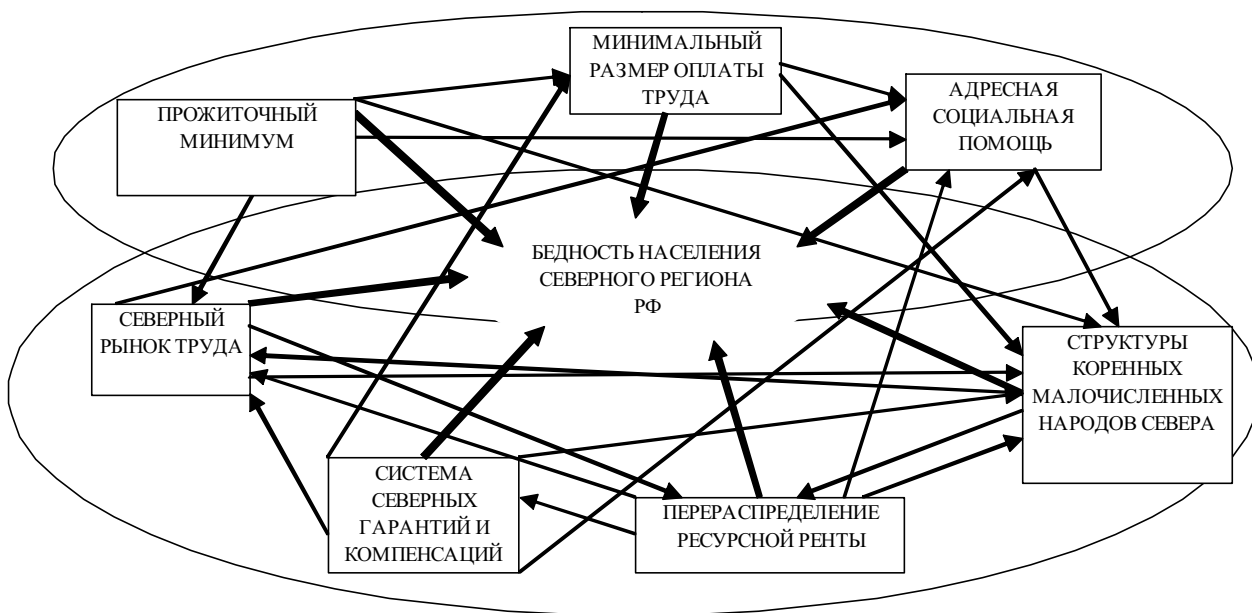 МИНИМАЛЬНЫЙ
РАЗМЕР ОПЛАТЫ
ТРУДА
АДРЕСНАЯ
СОЦИАЛЬНАЯ
ПОМОЩЬ
ПРОЖИТОЧНЫЙ
МИНИМУМ
БЕДНОСТЬ НАСЕЛЕНИЯ
СЕВЕРНОГО РЕГИОНА
РФ
СЕВЕРНЫЙ
РЫНОК ТРУДА
СТРУКТУРЫ
КОРЕННЫХ
МАЛОЧИСЛЕННЫХ
НАРОДОВ СЕВЕРА
СИСТЕМА
СЕВЕРНЫХ
ГАРАНТИЙ И
КОМПЕНСАЦИЙ
ПЕРЕРАСПРЕДЕЛЕНИЕ
РЕСУРСНОЙ РЕНТЫ